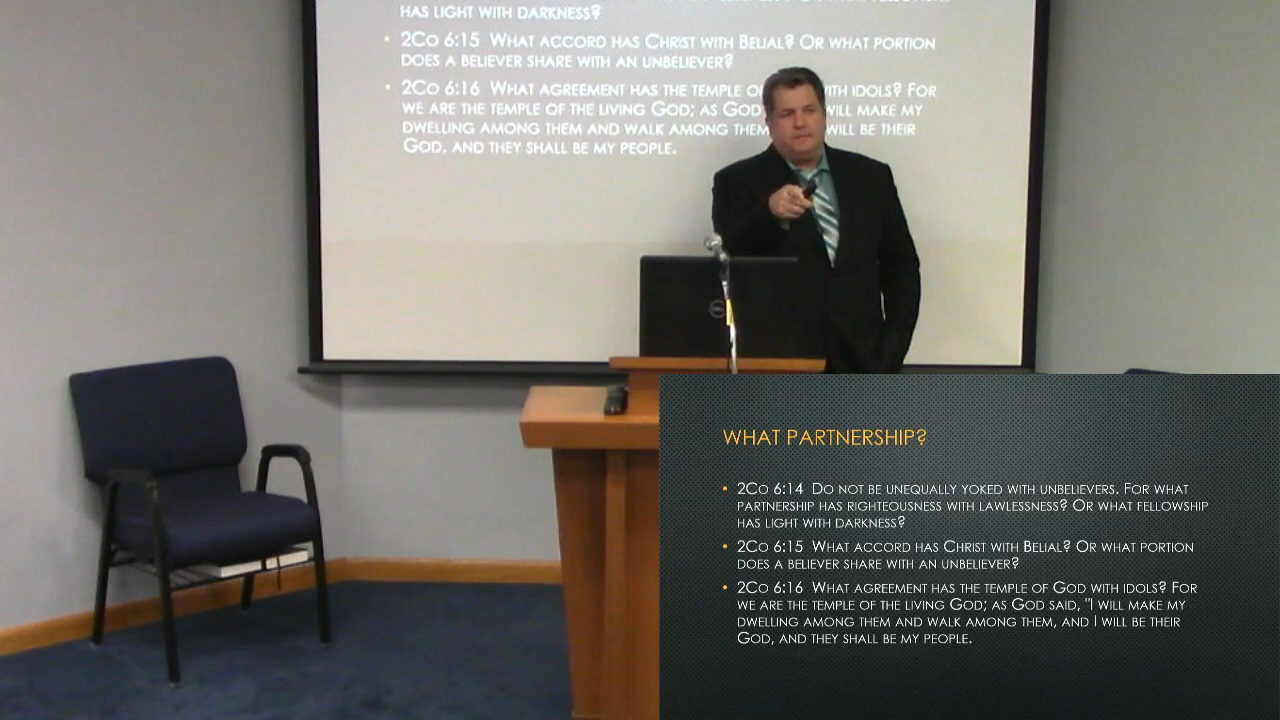 HAS LIGHT WITH DARKNESS?
• 2CO 6:15 WHAT ACCORD HAS CHRIST WITH BELIAL? OR WHAT PORTION
DOES A BELIEVER SHARE WITH AN UNBELIEVER?
• 2CO 6:16 WHAT AGREEMENT HAS THE TEMPLE OF WITH IDOLS? FOR
WE ARE THE TEMPLE OF THE LIVING GOD; AS GOD WILL MAKE MY
DWELLING AMONG THEM AND WALK AMONG THEM WILL BE THEIR
GOD, AND THEY SHALL BE MY PEOPLE.
DELL
WHAT PARTNERSHIP?
• 2CO 6:14 DO NOT BE UNEQUALLY YOKED WITH UNBELIEVERS. FOR WHAT
PARTNERSHIP HAS RIGHTEOUSNESS WITH LAWLESSNESS? OR WHAT FELLOWSHIP
HAS LIGHT WITH DARKNESS?
• 2CO 6:15 WHAT ACCORD HAS CHRIST WITH BELIAL? OR WHAT PORTION
DOES A BELIEVER SHARE WITH AN UNBELIEVER?
• 2CO 6:16 WHAT AGREEMENT HAS THE TEMPLE OF GOD WITH IDOLS? FOR
WE ARE THE TEMPLE OF THE LIVING GOD; AS GOD SAID, "I WILL MAKE MY
DWELLING AMONG THEM AND WALK AMONG THEM, AND I WILL BE THEIR
GOD, AND THEY SHALL BE MY PEOPLE.